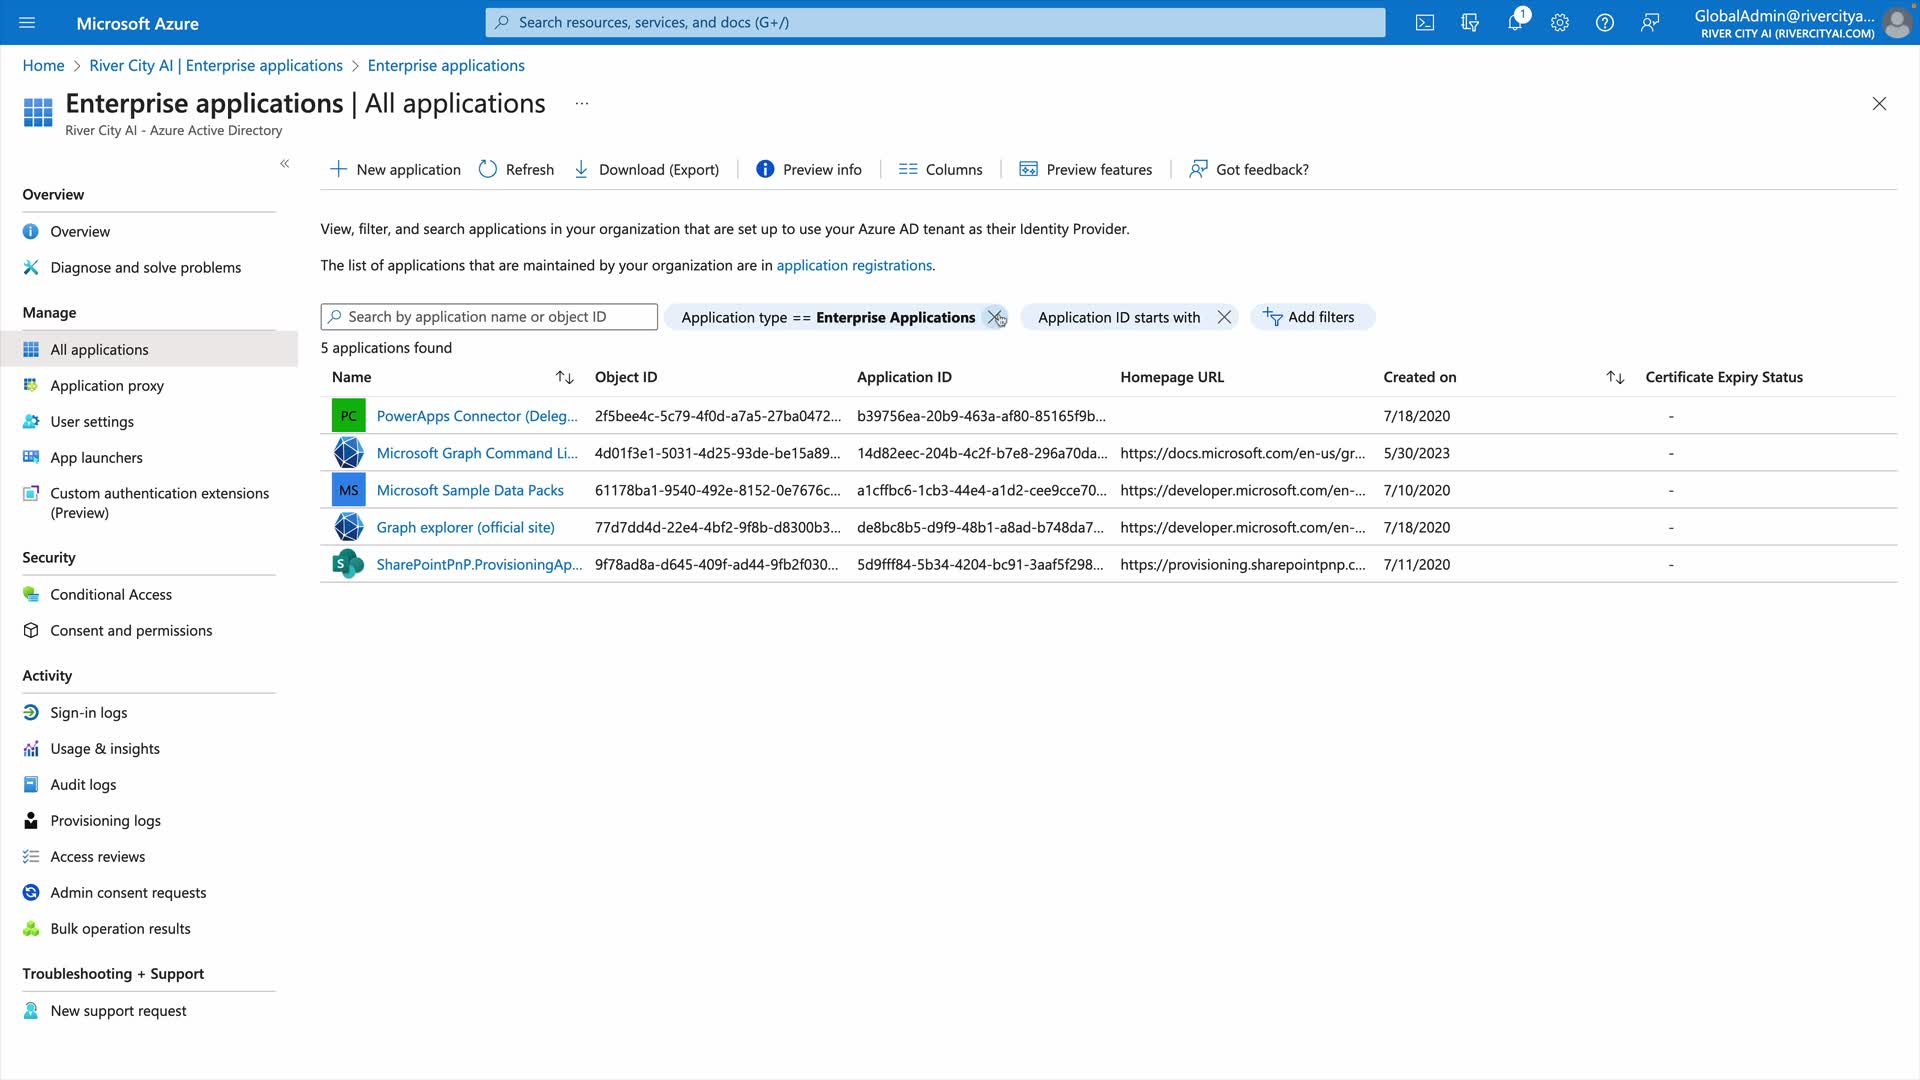 Microsoft Azure
Search resources, services, and docs (G+/)
1
GlobalAdmin@rivercitya...
RIVER CITY AI (RIVERCITYAI.COM)
Home > River City AI | Enterprise applications > Enterprise applications
Enterprise applications | All applications ...
River City AI - Azure Active Directory
«
New application Refresh Download (Export) Preview info Columns Preview features Got feedback?
Overview
Overview
Diagnose and solve problems
Manage
All applications
Application proxy
User settings
App launchers
Custom authentication extensions
(Preview)
Security
Conditional Access
Consent and permissions
Activity
Sign-in logs
Usage & insights
Audit logs
Provisioning logs
Access reviews
Admin consent requests
Bulk operation results
Troubleshooting + Support
New support request
View, filter, and search applications in your organization that are set up to use your Azure AD tenant as their Identity Provider.
The list of applications that are maintained by your organization are in application registrations.
Search by application name or object ID
Application type == Enterprise Applications
Application ID starts with
Add filters
5 applications found
Name Object ID Application ID Homepage URL Created on Certificate Expiry Status
PC PowerApps Connector (Deleg... 2f5bee4c-5c79-4f0d-a7a5-27ba0472... b39756ea-20b9-463a-af80-85165f9b... 7/18/2020 -
Microsoft Graph Command Li... 4d01f3e1-5031-4d25-93de-be15a89... 14d82eec-204b-4c2f-b7e8-296a70da... https://docs.microsoft.com/en-us/gr... 5/30/2023 -
MS Microsoft Sample Data Packs 61178ba1-9540-492e-8152-0e7676c... a1cffbc6-1cb3-44e4-a1d2-cee9cce70... https://developer.microsoft.com/en-... 7/10/2020 -
Graph explorer (official site) 77d7dd4d-22e4-4bf2-9f8b-d8300b3... de8bc8b5-d9f9-48b1-a8ad-b748da7... https://developer.microsoft.com/en-... 7/18/2020 -
S SharePointPnP.ProvisioningAp... 9f78ad8a-d645-409f-ad44-9fb2f030... 5d9fff84-5b34-4204-bc91-3aaf5f298... https://provisioning.sharepointpnp.c... 7/11/2020 -